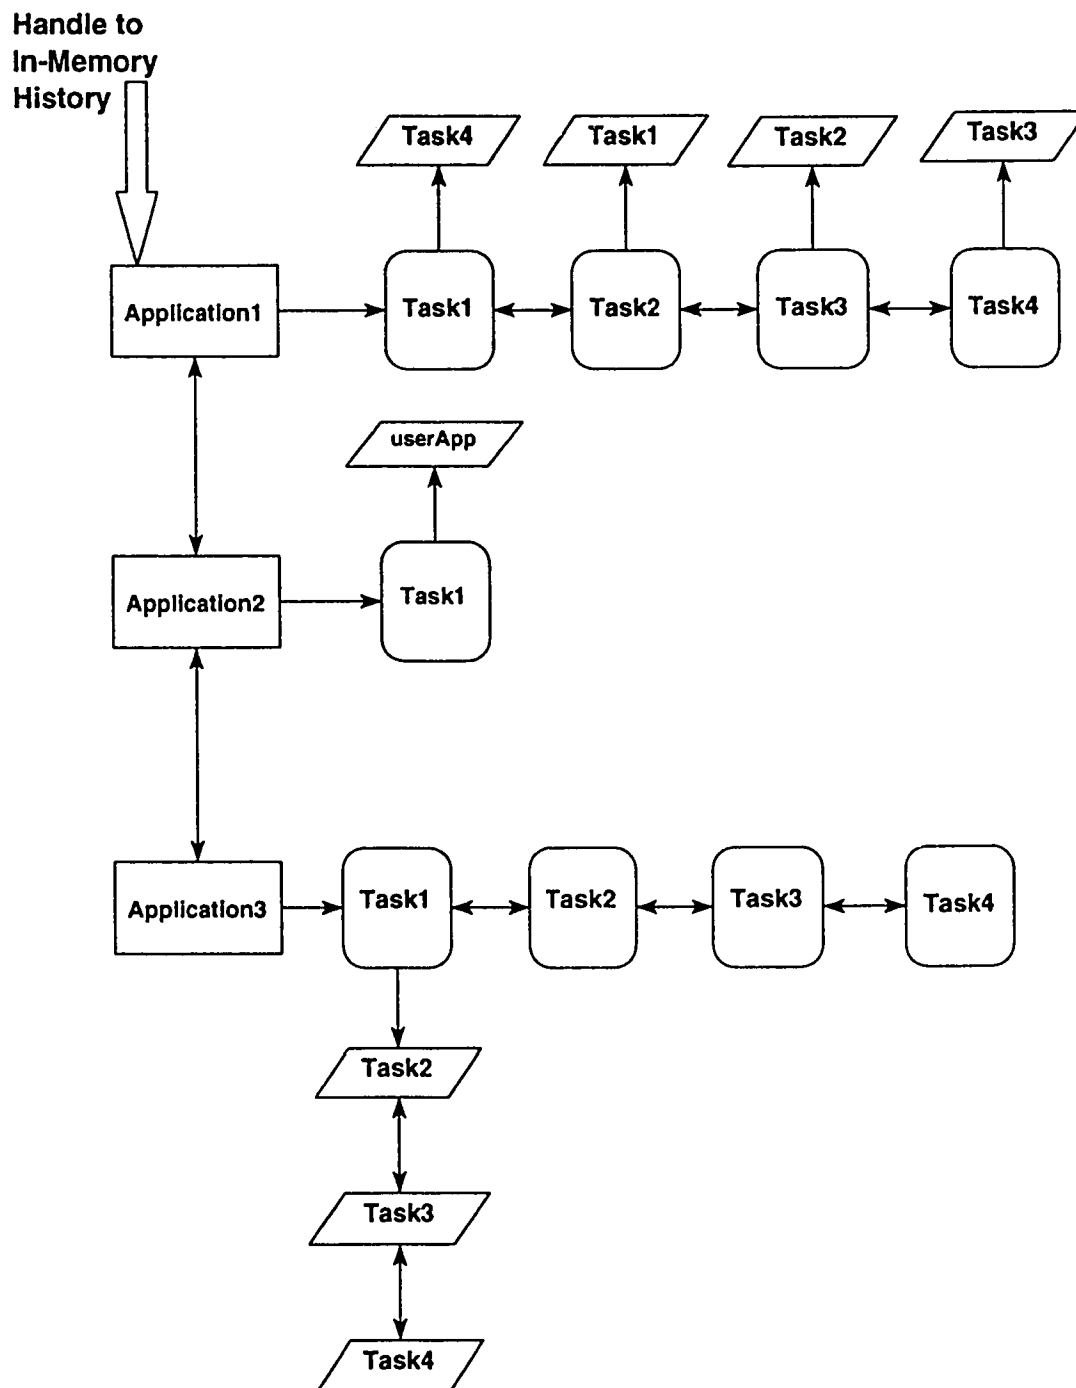 Handle to
In-Memory
History
Task4
Task1
Task2
Task3
Application1
Task1
Task2
Task3
Task4
userApp
Application2
Task1
Application3
Task1
Task2
Task3
Task4
Task2
Task3
Task4